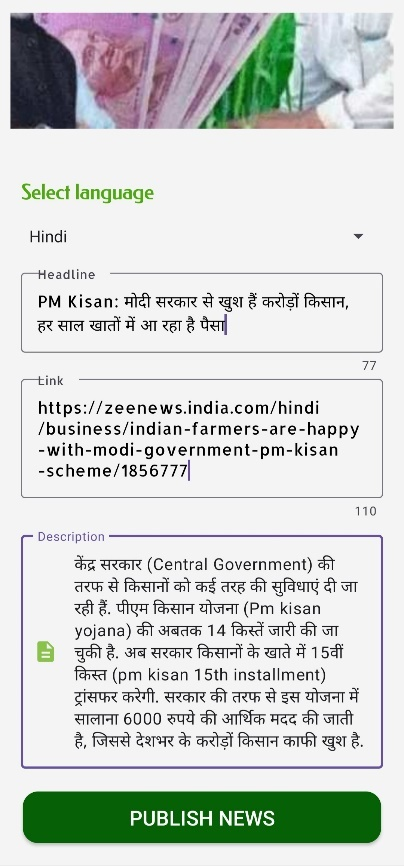 Select language
Hindi
Headline
PM Kisan: मोदी सरकार से खुश हैं करोड़ों किसान,
हर साल खातों में आ रहा है पैसा
77
Link
https://zeenews.india.com/hindi
/business/indian-farmers-are-happy
-with-modi-government-pm-kisan
-scheme/1856777
110
Description
केंद्र सरकार (Central Government) की
तरफ से किसानों को कई तरह की सुविधाएं दी जा
रही हैं. पीएम किसान योजना (Pm kisan
yojana) की अबतक 14 किस्तें जारी की जा
चुकी है. अब सरकार किसानों के खाते में 15वीं
किस्त (pm kisan 15th installment)
ट्रांसफर करेगी. सरकार की तरफ से इस योजना में
सालाना 6000 रुपये की आर्थिक मदद की जाती
है, जिससे देशभर के करोड़ों किसान काफी खुश है.
PUBLISH NEWS